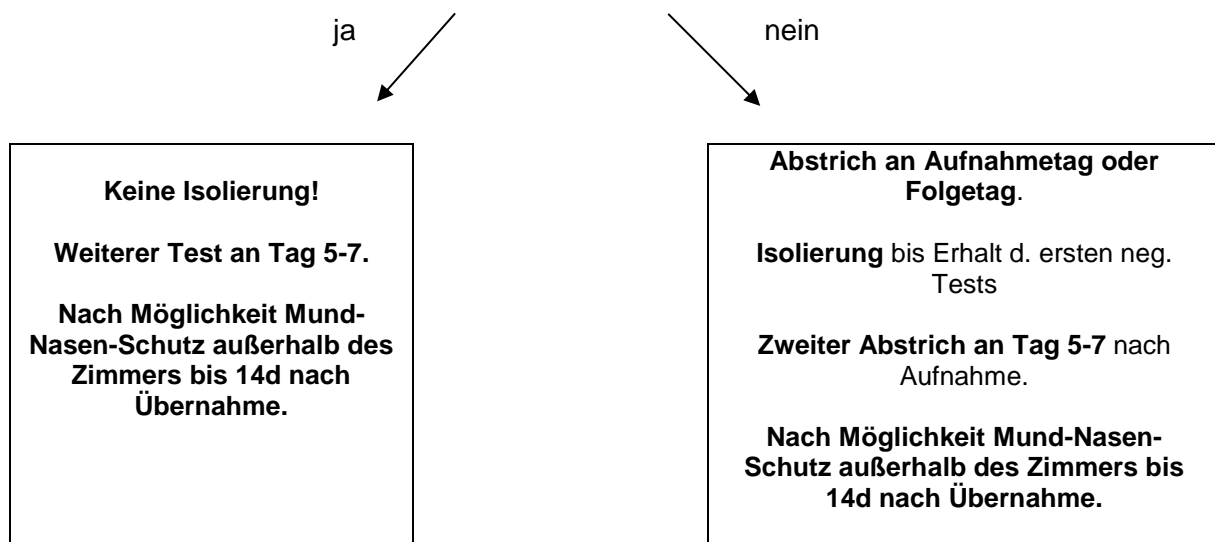 ja
nein
Keine Isolierung!
Weiterer Test an Tag 5-7.
Nach Möglichkeit Mund-
Nasen-Schutz außerhalb des
Zimmers bis 14d nach
Übernahme.
Abstrich an Aufnahmetag oder
Folgetag.
Isolierung bis Erhalt d. ersten neg.
Tests
Zweiter Abstrich an Tag 5-7 nach
Aufnahme.
Nach Möglichkeit Mund-Nasen-
Schutz außerhalb des Zimmers bis
14d nach Übernahme.